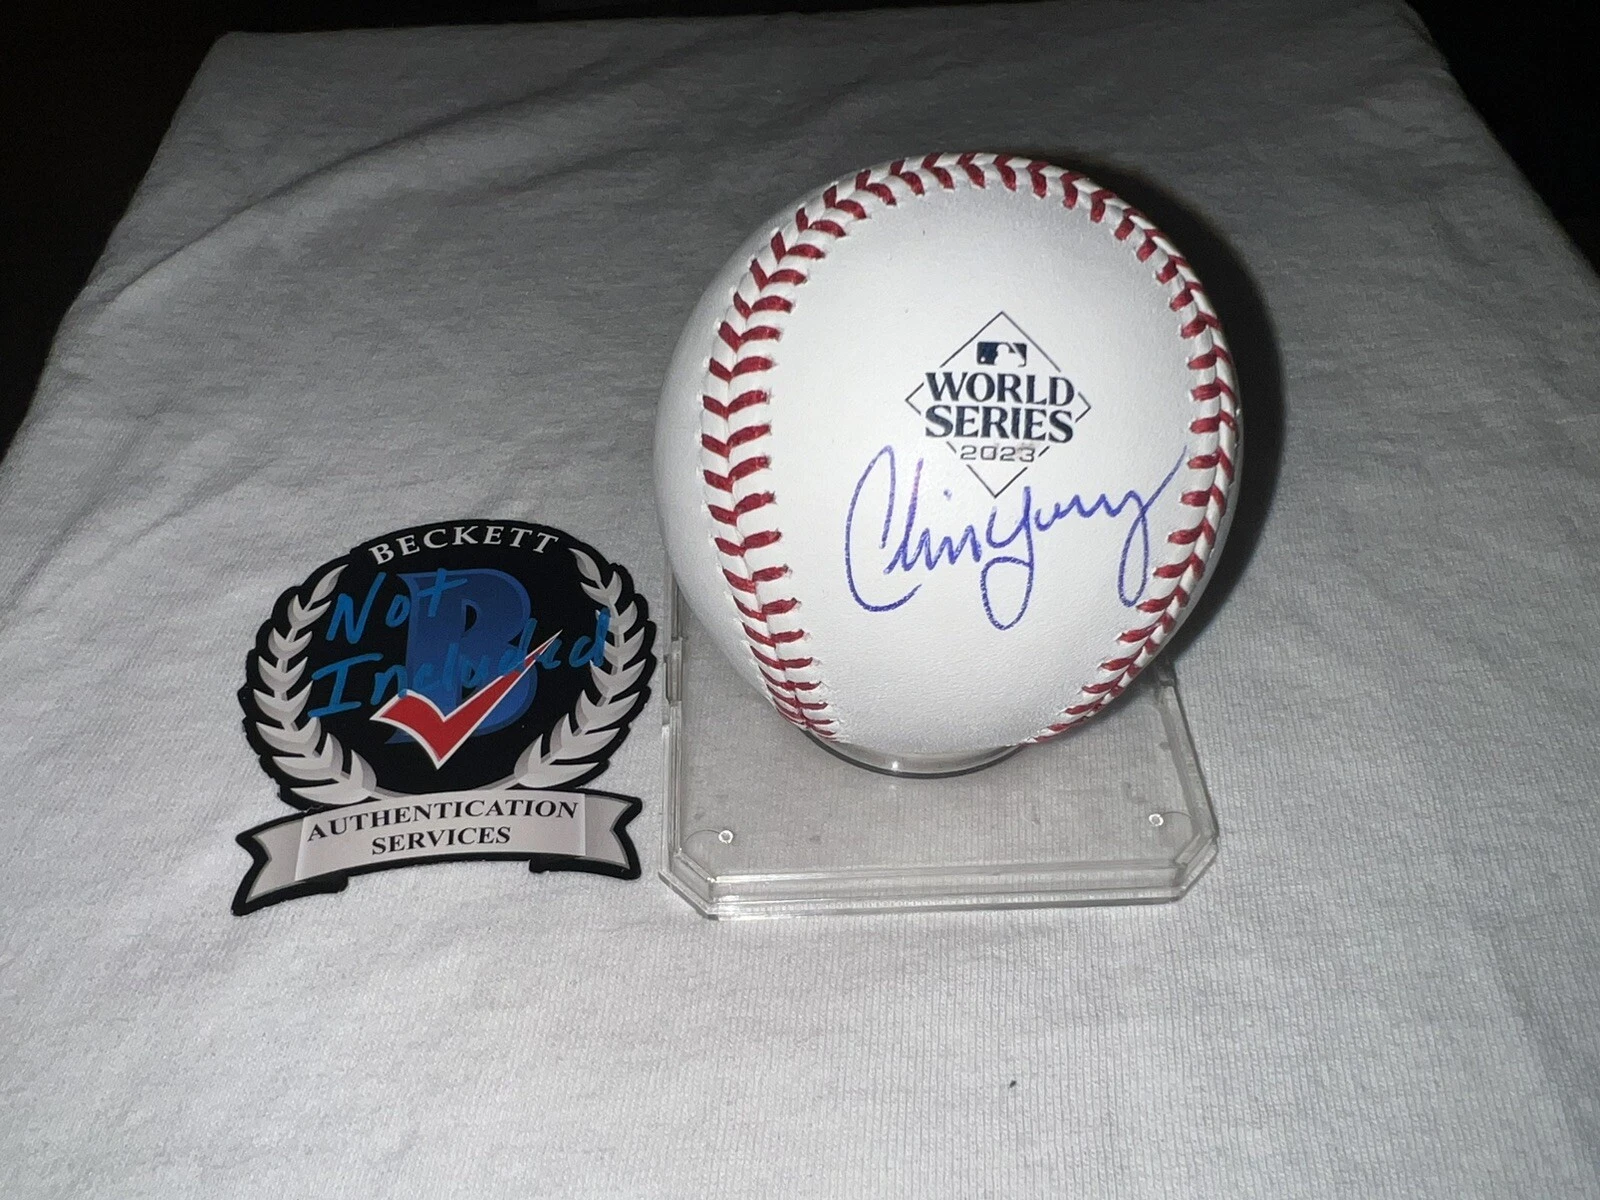 WORLD
SERIES
2023
Chris Young
BECKETT
Not
Included
B
AUTHENTICATION
SERVICES